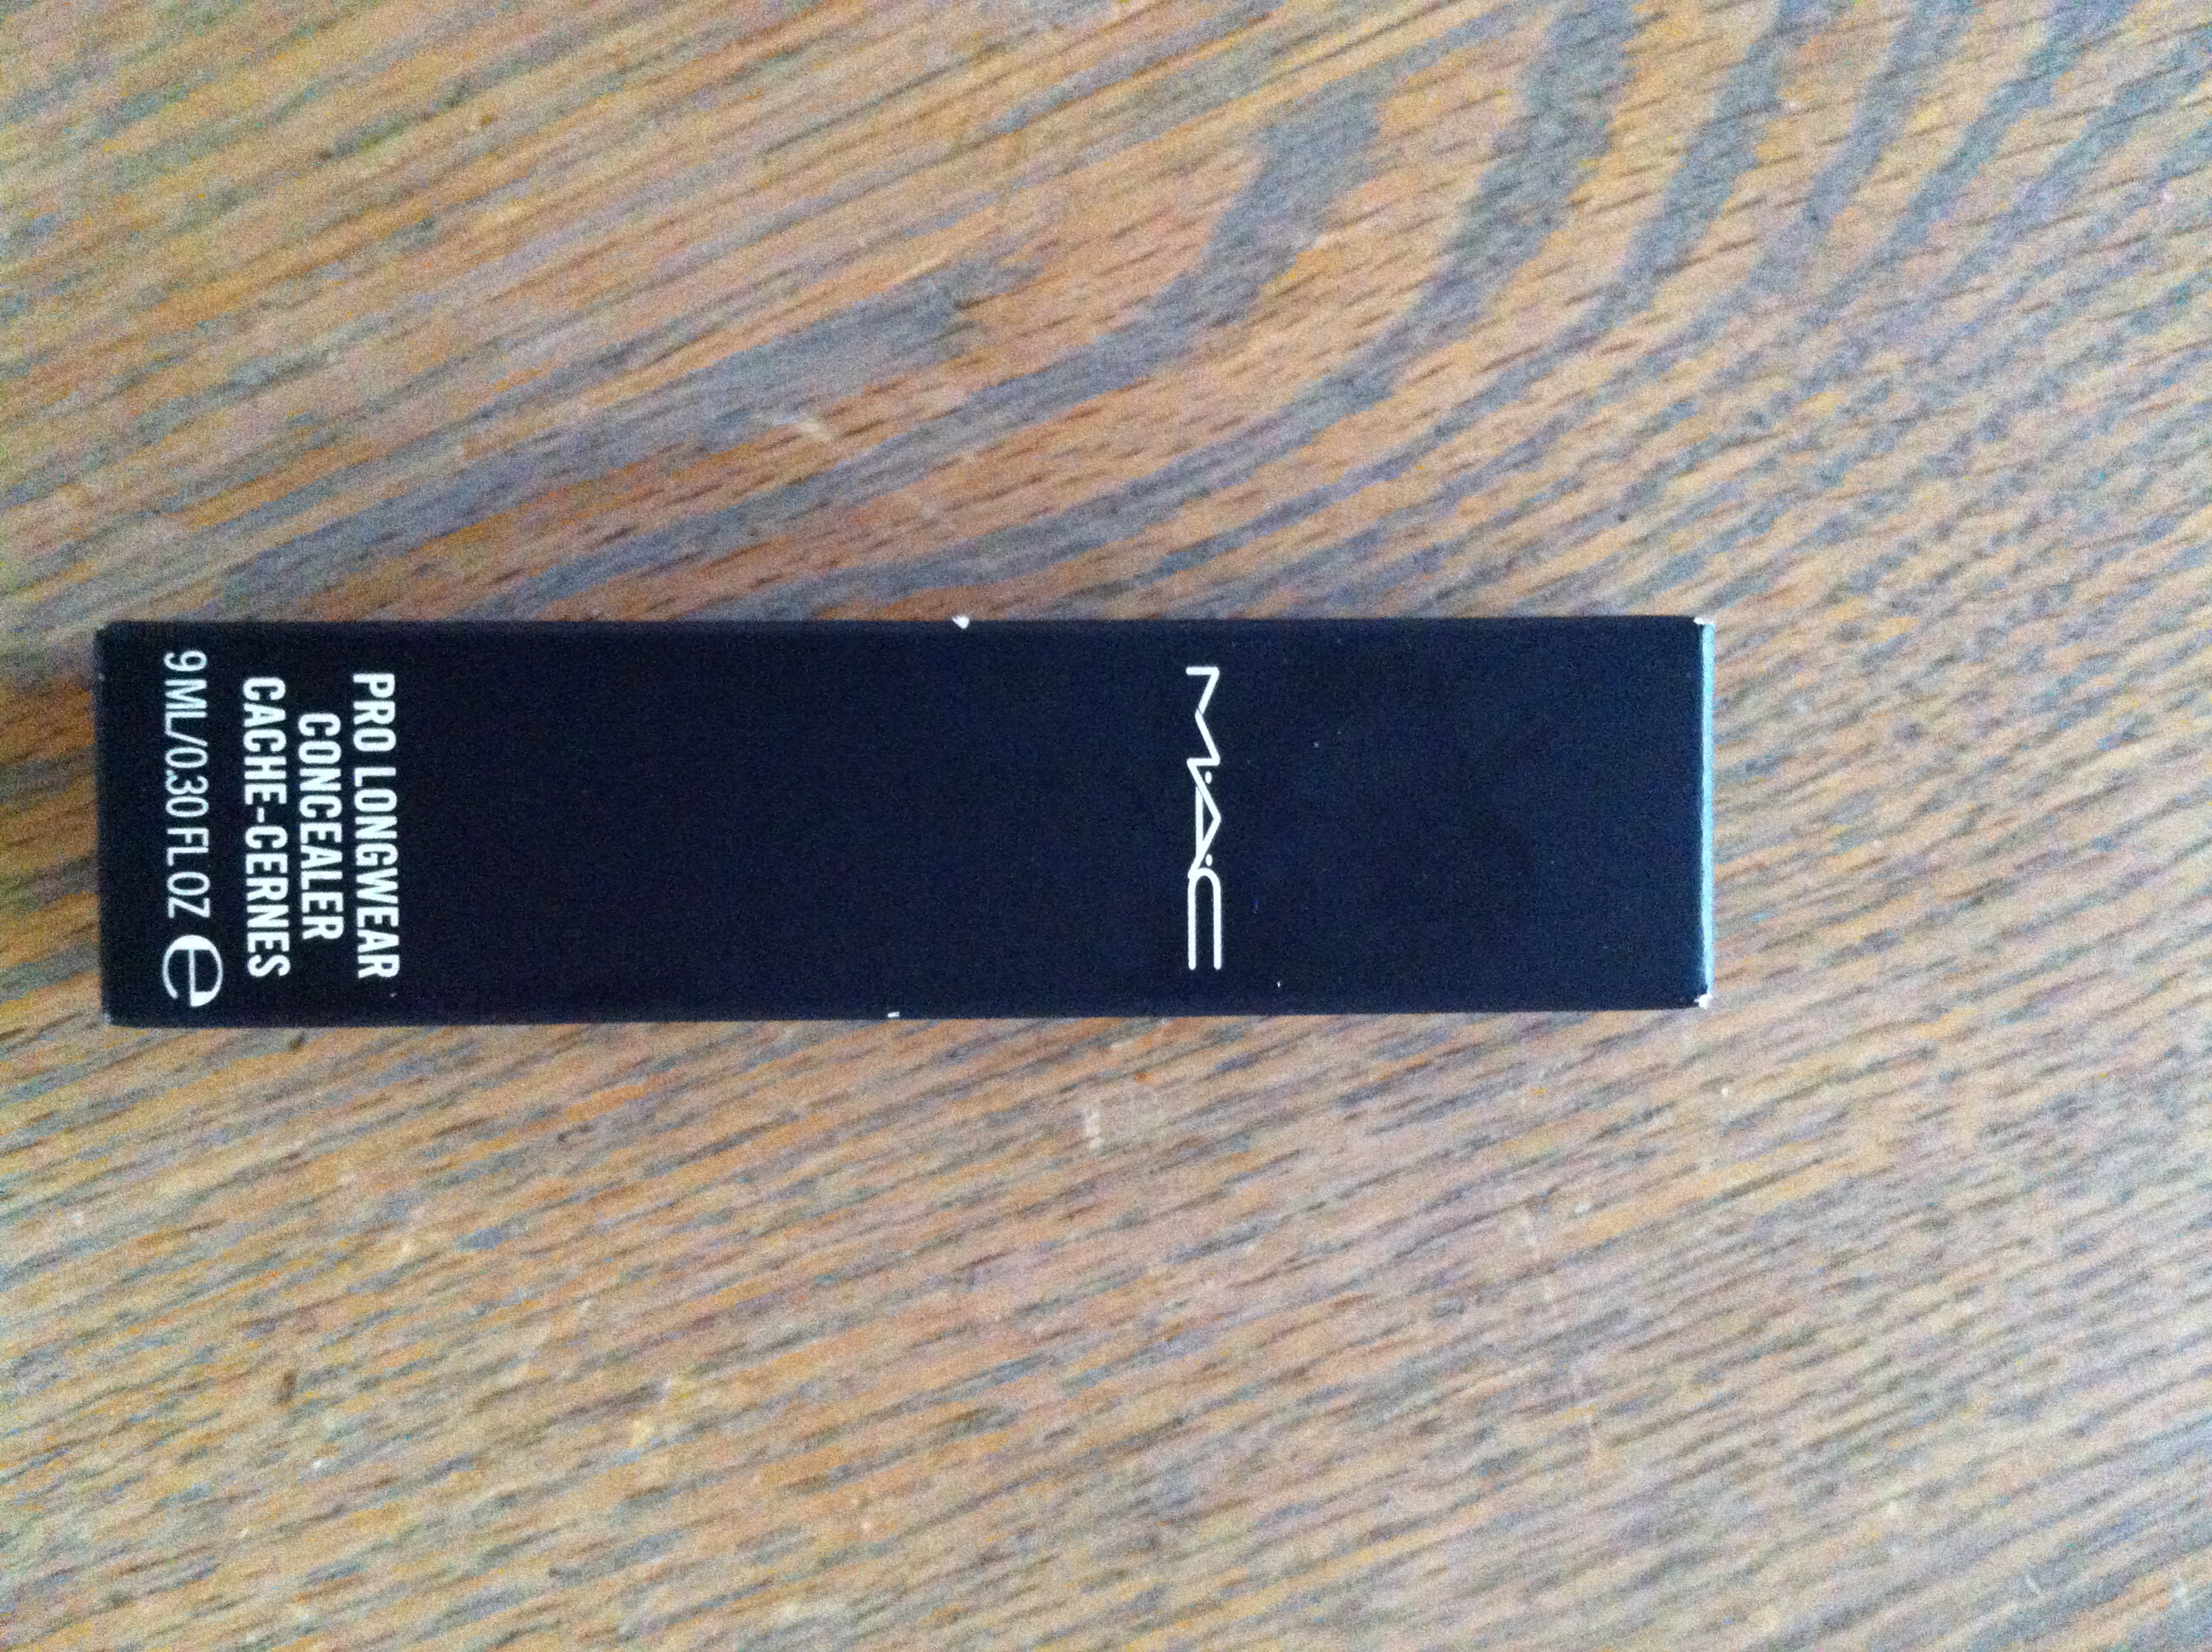 M·A·C
PRO LONGWEAR
CONCEALER
CACHE-CERNES
9 ML/0.30 FL OZ e